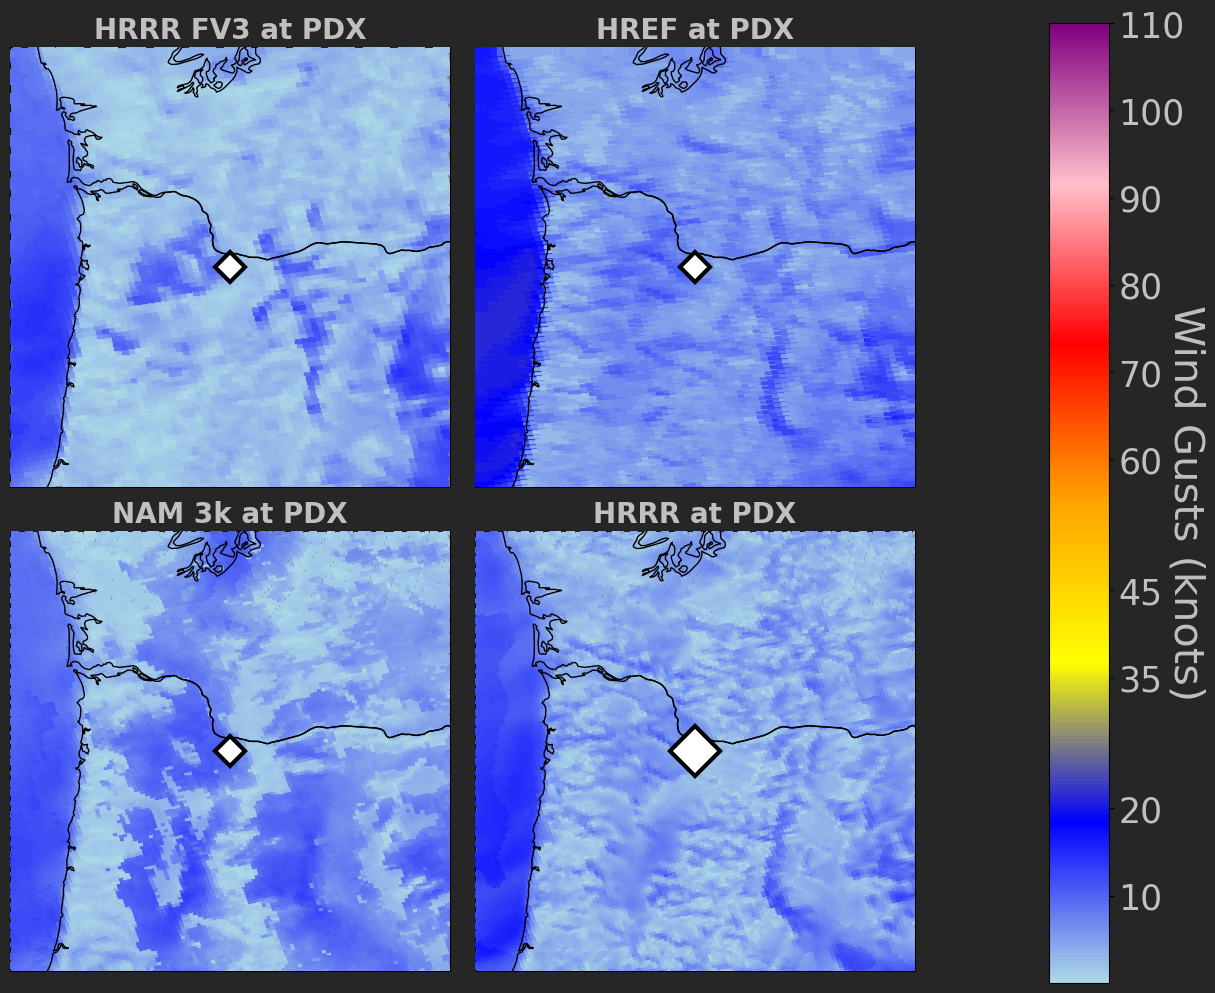 HRRR FV3 at PDX
HREF at PDX
NAM 3k at PDX
HRRR at PDX
110
100
90
80
70
60
45
35
20
10
Wind Gusts (knots)